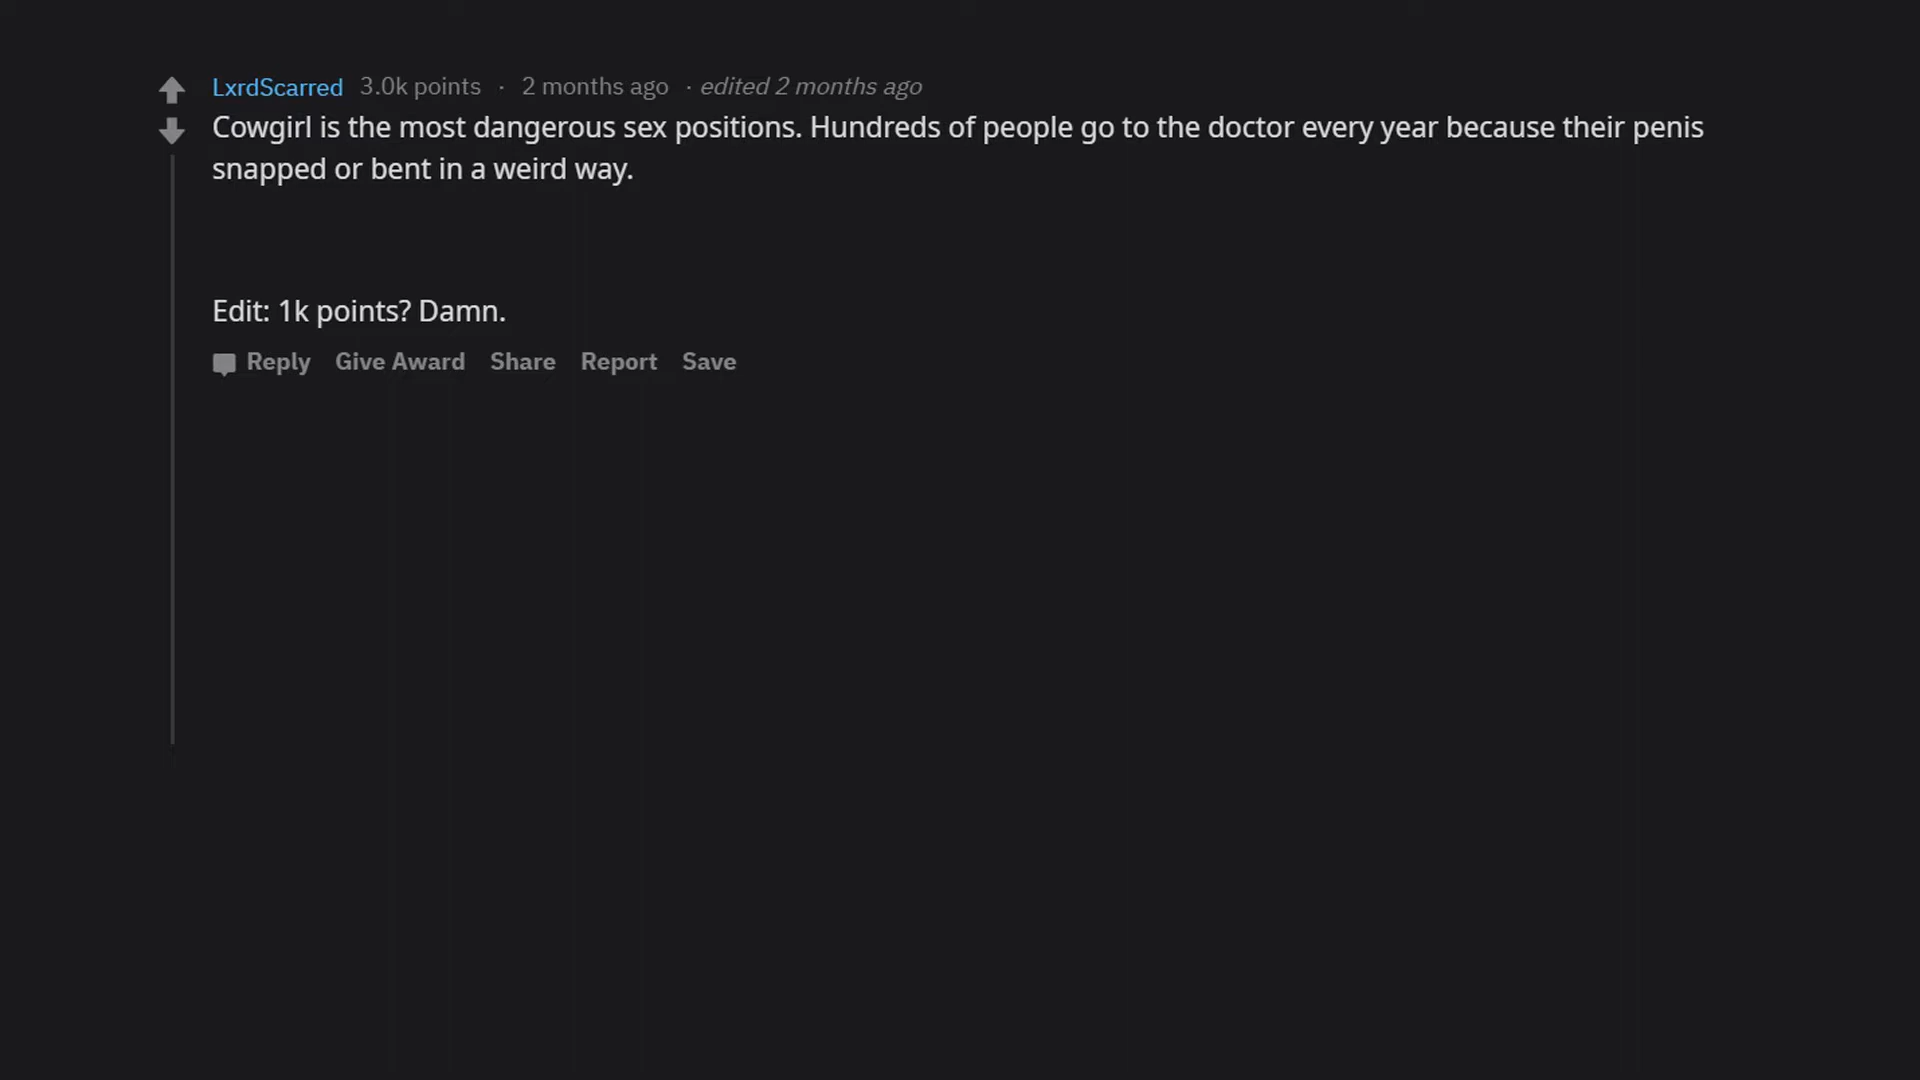 LxrdScarred 3.0k points · 2 months ago · edited 2 months ago
Cowgirl is the most dangerous sex positions. Hundreds of people go to the doctor every year because their penis
snapped or bent in a weird way.
Edit: 1k points? Damn.
Reply Give Award Share Report Save